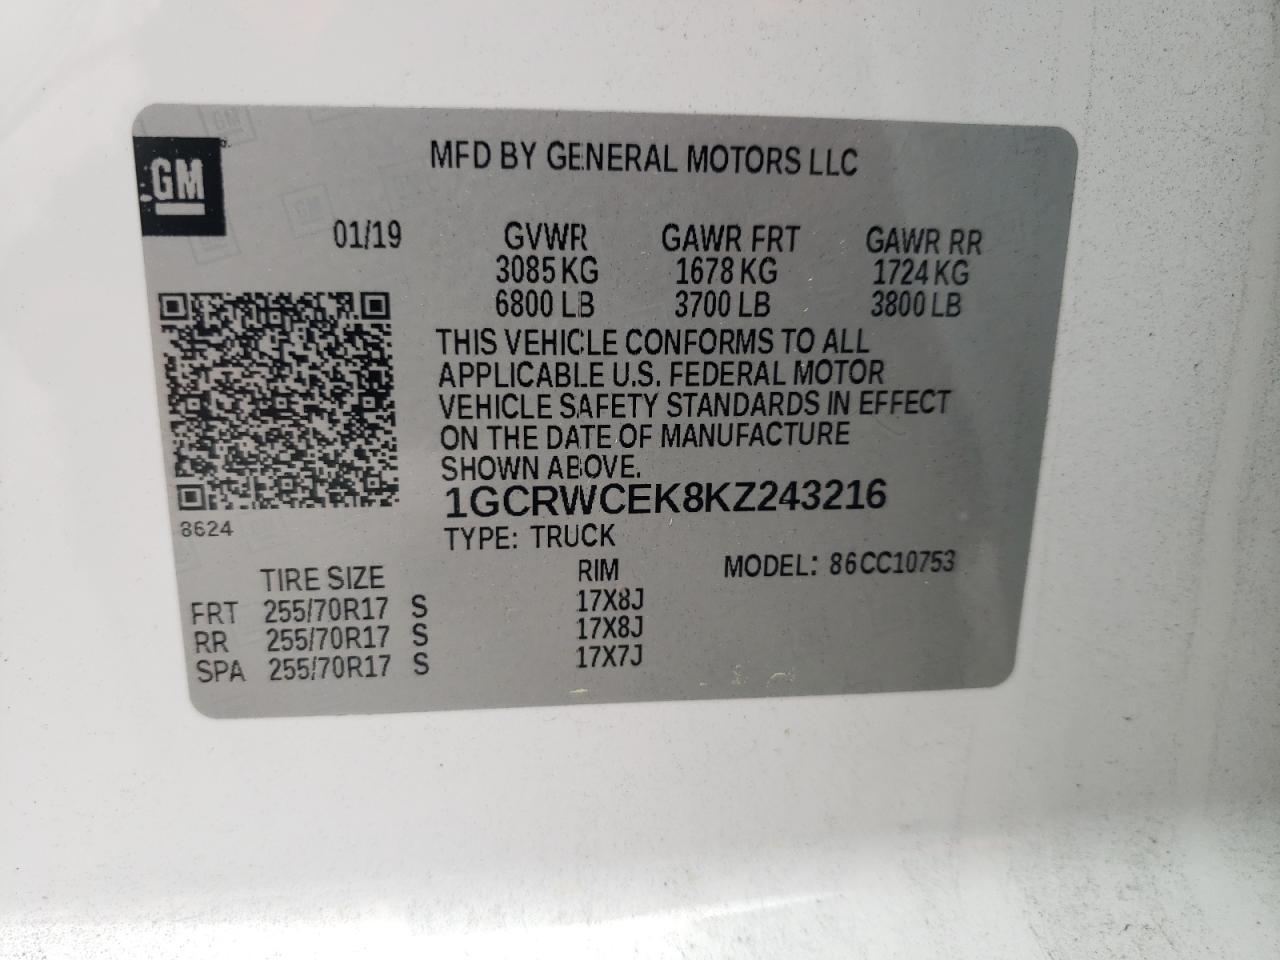 MFD BY GENERAL MOTORS LLC
GM
01/19 GVWR GAWR FRT GAWR RR
3085 KG 1678 KG 1724 KG
6800 LB 3700 LB 3800 LB
THIS VEHICLE CONFORMS TO ALL
APPLICABLE U.S. FEDERAL MOTOR
VEHICLE SAFETY STANDARDS IN EFFECT
ON THE DATE OF MANUFACTURE
SHOWN ABOVE.
1GCRWCEK8KZ243216
8624
TYPE: TRUCK
MODEL: 86CC10753
TIRE SIZE RIM
FRT 255/70R17 S 17X8J
RR 255/70R17 S 17X8J
SPA 255/70R17 S 17X7J